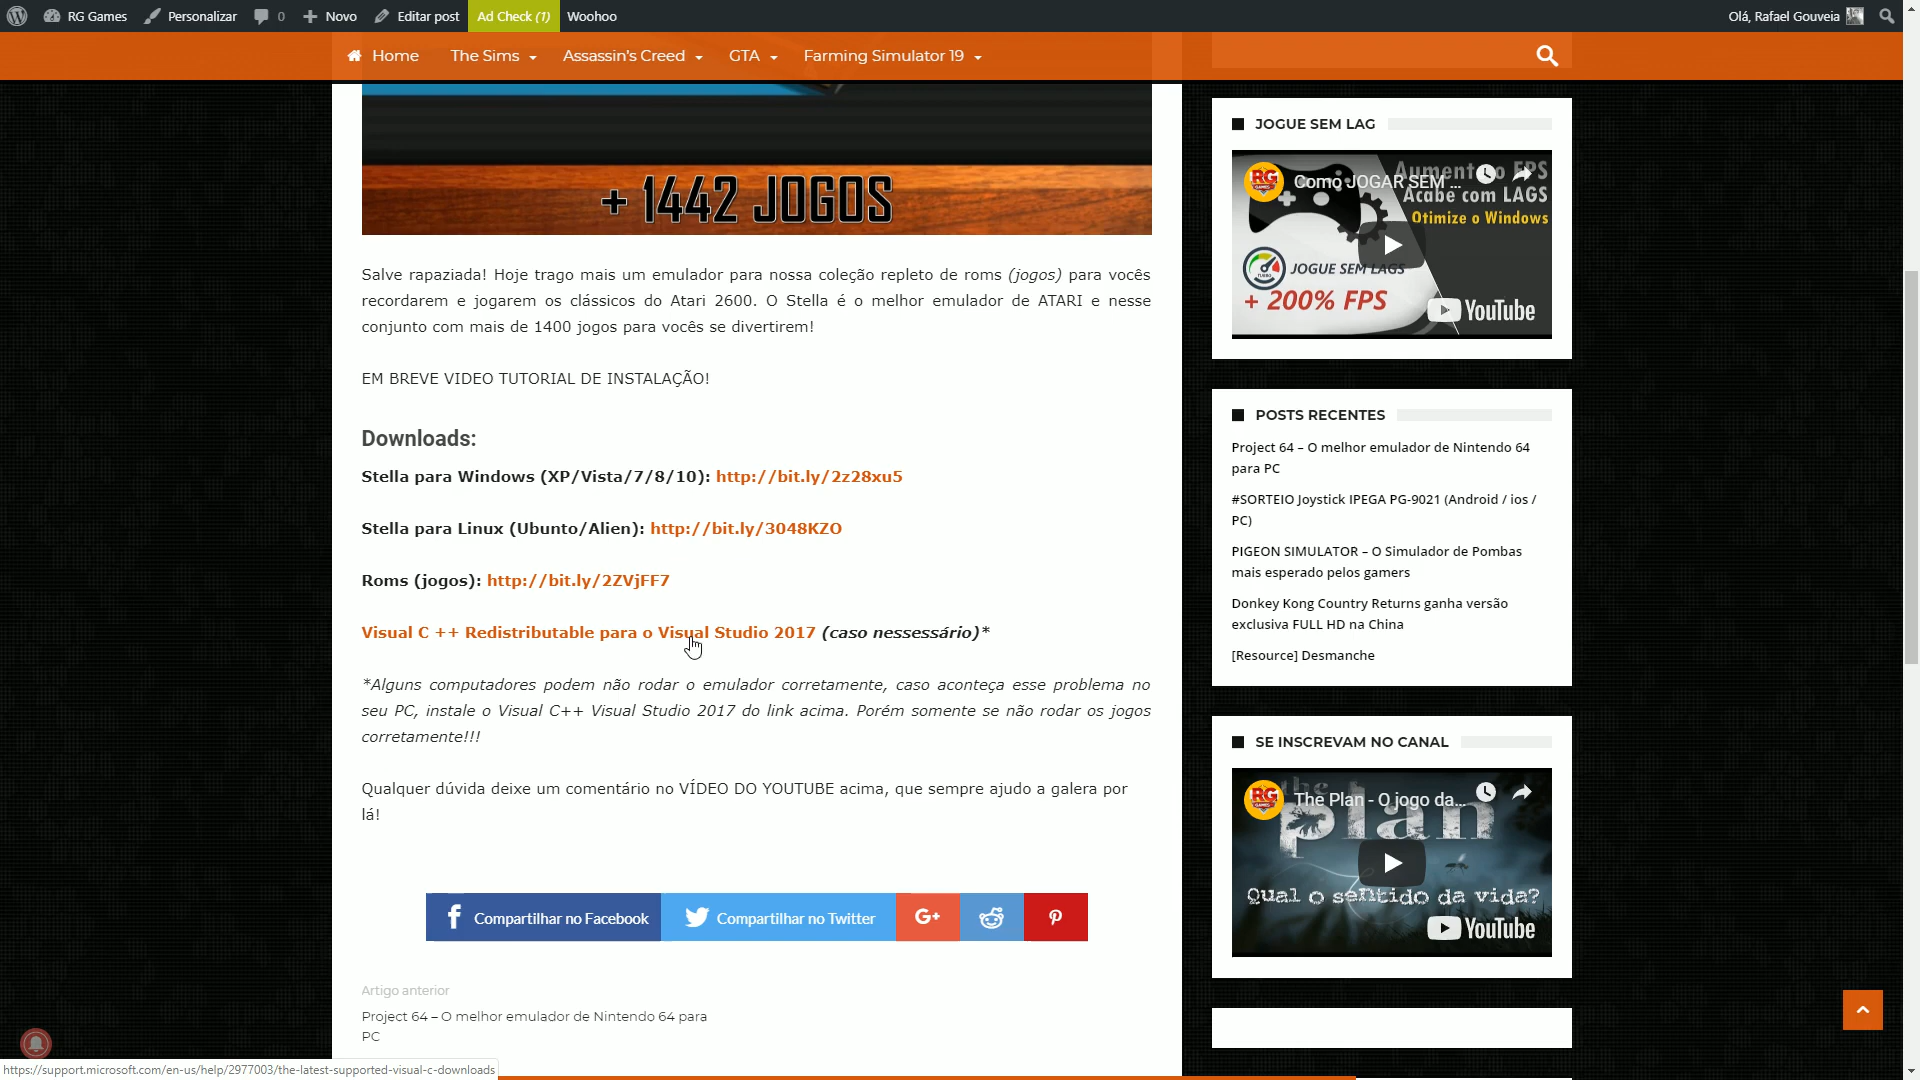 RG Games
Personalizar
0
Novo
Editar post
Ad Check (1)
Woohoo
Olá, Rafael Gouveia
Home
The Sims
Assassin's Creed
GTA
Farming Simulator 19
+ 1442 JOGOS
Salve rapaziada! Hoje trago mais um emulador para nossa coleção repleto de roms (jogos) para vocês
recordarem e jogarem os clássicos do Atari 2600. O Stella é o melhor emulador de ATARI e nesse
conjunto com mais de 1400 jogos para vocês se divertirem!
EM BREVE VIDEO TUTORIAL DE INSTALAÇÃO!
Downloads:
Stella para Windows (XP/Vista/7/8/10): http://bit.ly/2z28xu5
Stella para Linux (Ubunto/Alien): http://bit.ly/3048KZO
Roms (jogos): http://bit.ly/2ZVjFF7
Visual C ++ Redistributable para o Visual Studio 2017 (caso nessessário)*
*Alguns computadores podem não rodar o emulador corretamente, caso aconteça esse problema no
seu PC, instale o Visual C++ Visual Studio 2017 do link acima. Porém somente se não rodar os jogos
corretamente!!!
Qualquer dúvida deixe um comentário no VÍDEO DO YOUTUBE acima, que sempre ajudo a galera por
lá!
Compartilhar no Facebook
Compartilhar no Twitter
G+
Artigo anterior
Project 64 – O melhor emulador de Nintendo 64 para
PC
https://support.microsoft.com/en-us/help/2977003/the-latest-supported-visual-c-downloads
JOGUE SEM LAG
RG
GAMES
Como JOGAR SEM ...
Aumente o FPS
Acabe com LAGS
Otimize o Windows
JOGUE SEM LAGS
+ 200% FPS
YouTube
POSTS RECENTES
Project 64 – O melhor emulador de Nintendo 64
para PC
#SORTEIO Joystick IPEGA PG-9021 (Android / ios /
PC)
PIGEON SIMULATOR – O Simulador de Pombas
mais esperado pelos gamers
Donkey Kong Country Returns ganha versão
exclusiva FULL HD na China
[Resource] Desmanche
SE INSCREVAM NO CANAL
RG
GAMES
The Plan - O jogo da...
the
plan
Qual o sentido da vida?
YouTube